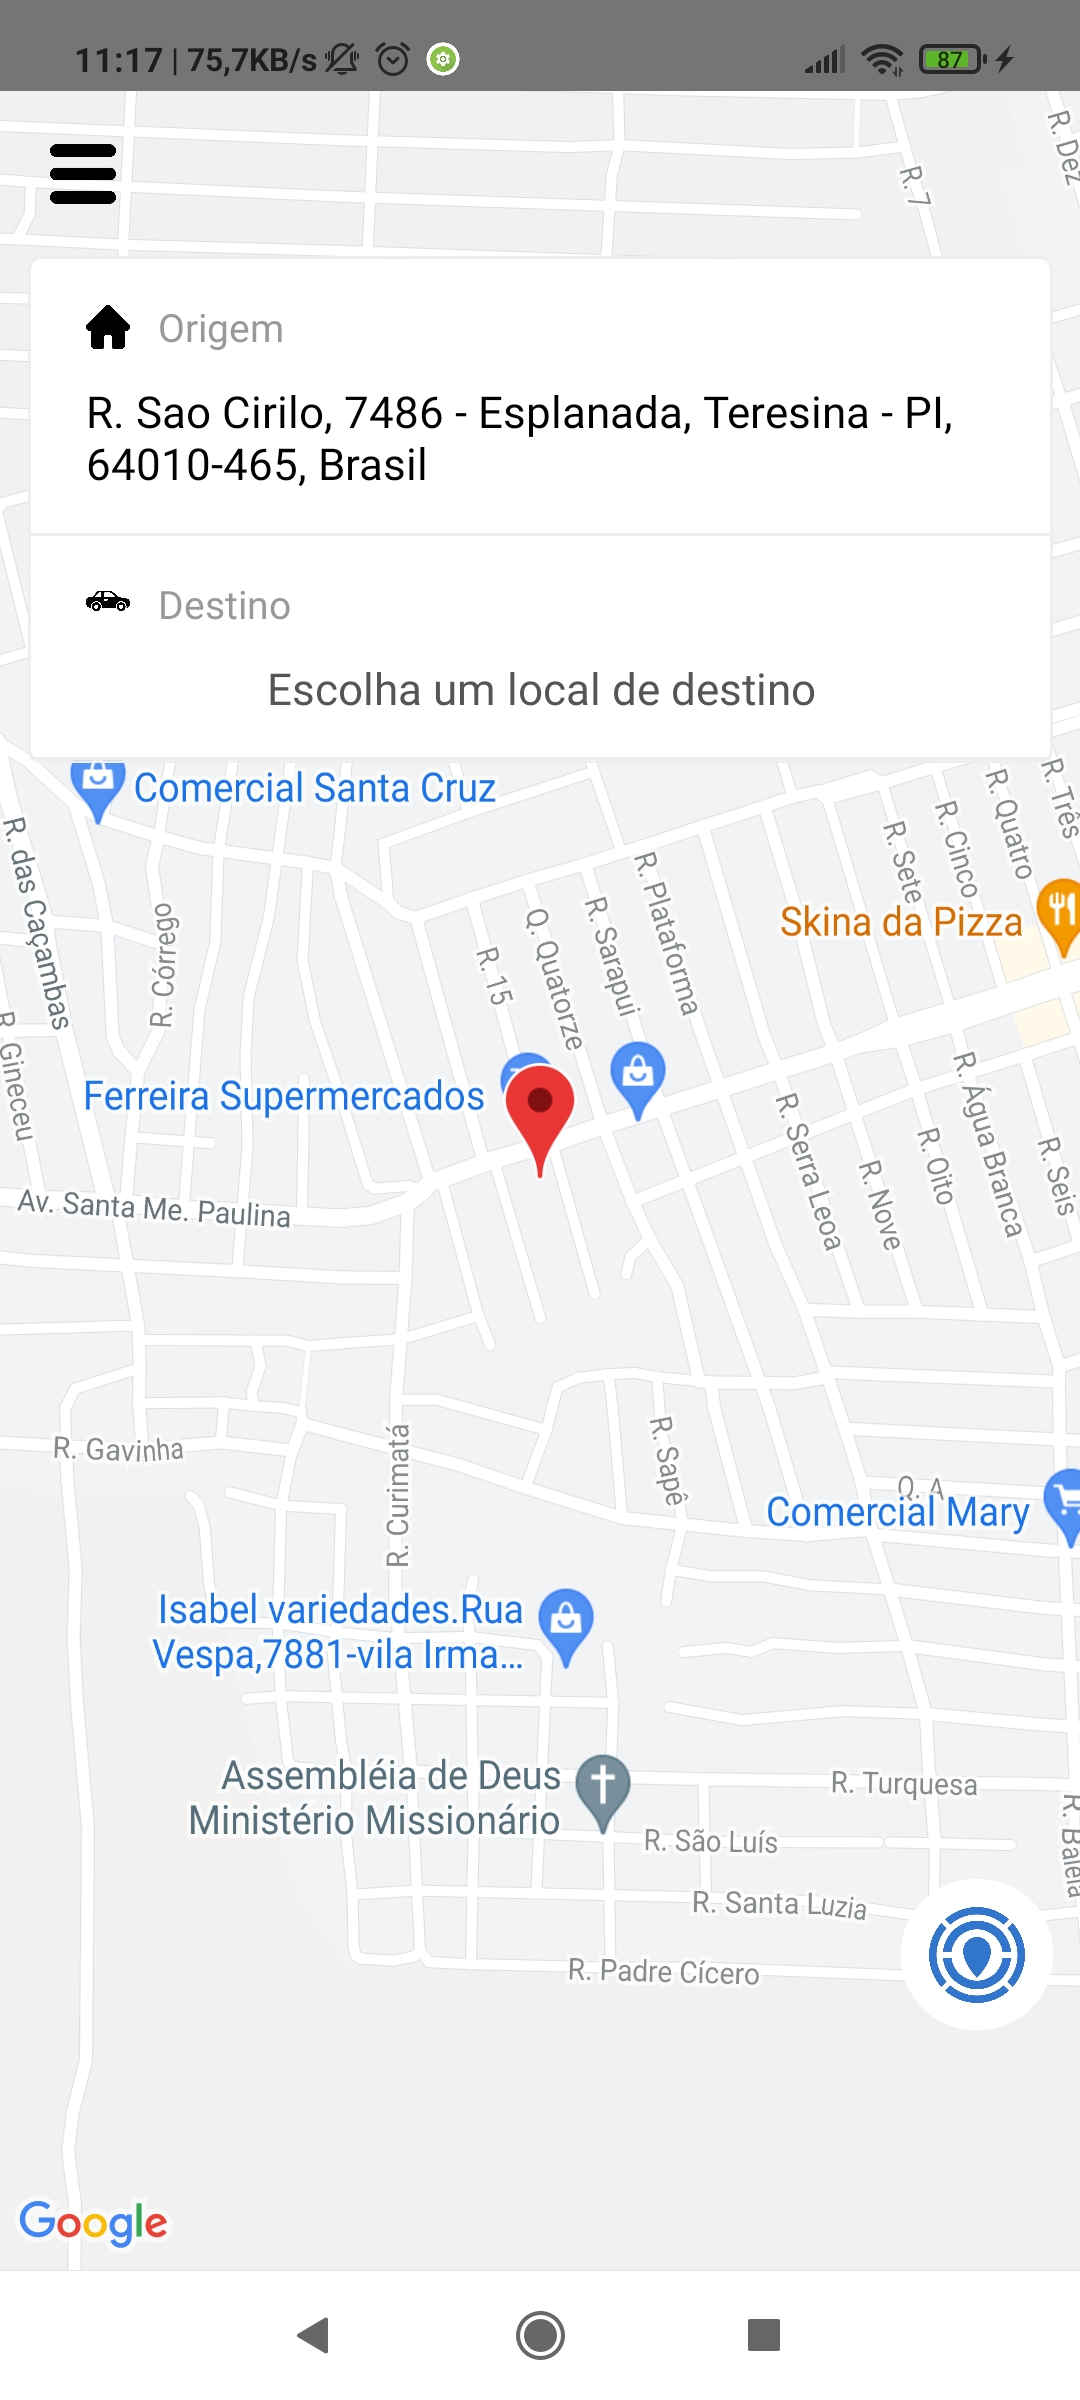 11:17 | 75,7KB/s
87
R. Dez
R. 7
Origem
R. Sao Cirilo, 7486 - Esplanada, Teresina - PI,
64010-465, Brasil
Destino
Escolha um local de destino
Comercial Santa Cruz
R. Três
R. Quatro
R. Cinco
R. Sete
R. das Caçambas
R. Córrego
R. Plataforma
R. Sarapui
Q. Quatorze
R. 15
Skina da Pizza
R. Gineceu
Ferreira Supermercados
R. Água Branca
R. Serra Leoa
R. Oito
R. Nove
R. Seis
Av. Santa Me. Paulina
R. Gavinha
R. Curimatá
R. Sapê
Q. A
Comercial Mary
Isabel variedades.Rua
Vespa,7881-vila Irma...
Assembléia de Deus
Ministério Missionário
R. Turquesa
R. Baleia
R. São Luís
R. Santa Luzia
R. Padre Cícero
Google